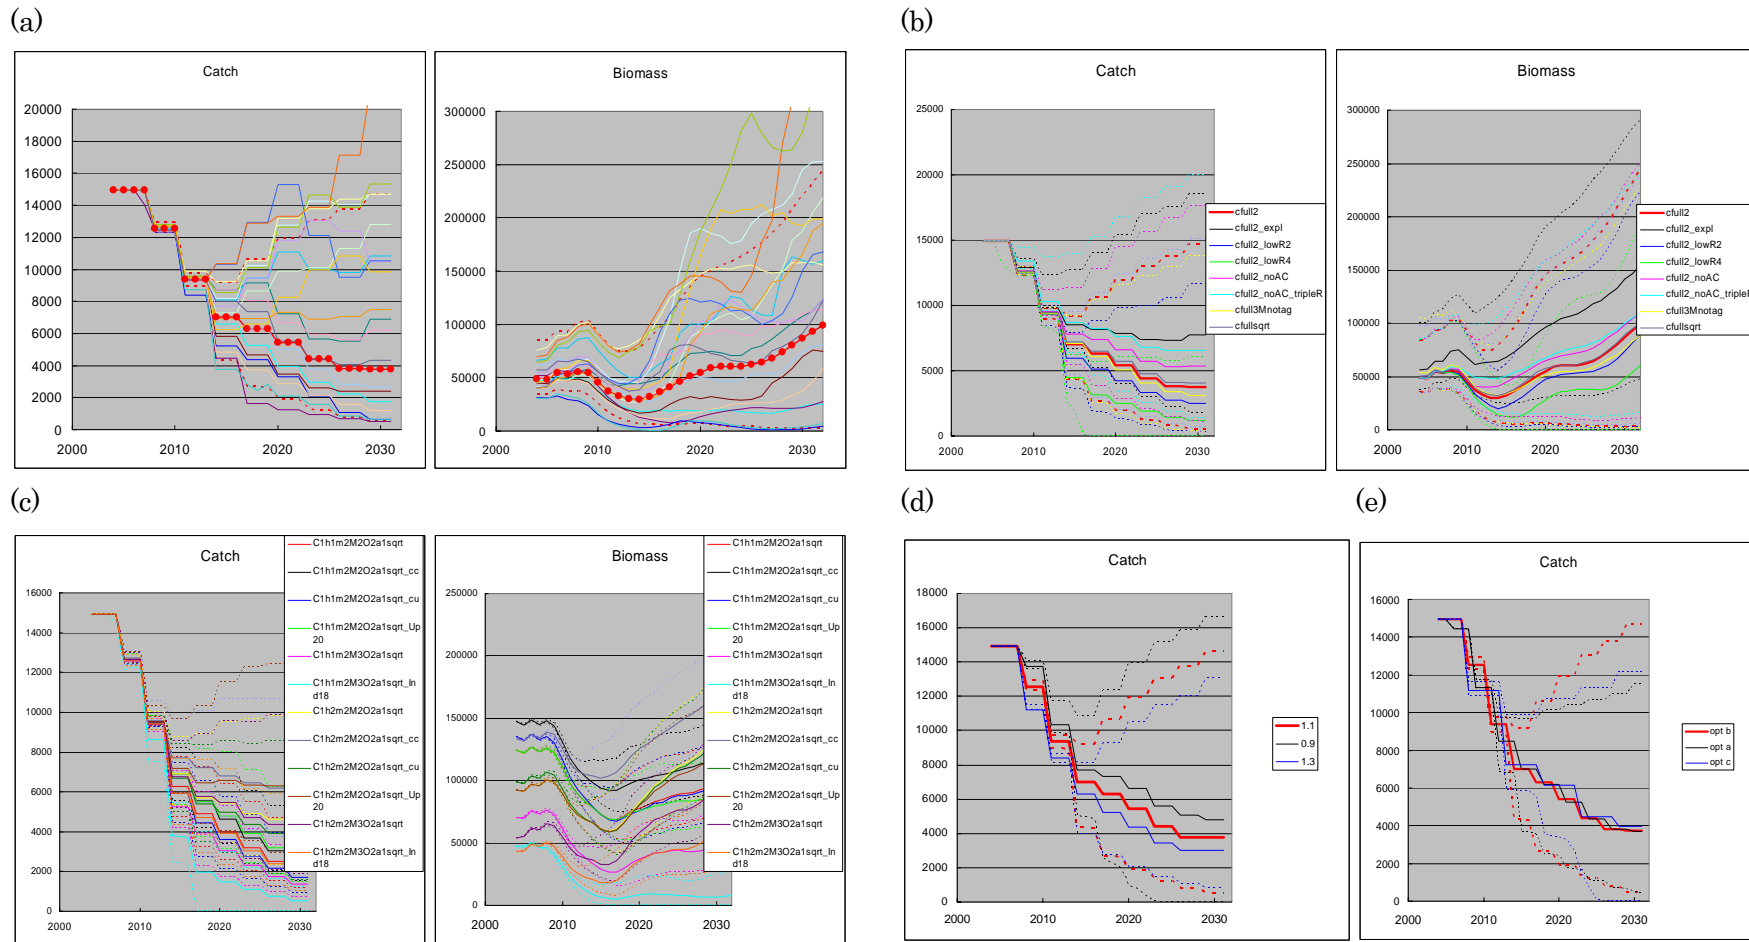 (a)
Catch
20000
18000
16000
14000
12000
10000
8000
6000
4000
2000
0
2000 2010 2020 2030
Biomass
300000
250000
200000
150000
100000
50000
0
2000 2010 2020 2030
(b)
Catch
25000
20000
15000
10000
5000
0
2000 2010 2020 2030
cfull2
cfull2_expl
cfull2_lowR2
cfull2_lowR4
cfull2_noAC
cfull2_noAC_tripleR
cfull3Mnotag
cfullsqrt
Biomass
300000
250000
200000
150000
100000
50000
0
2000 2010 2020 2030
cfull2
cfull2_expl
cfull2_lowR2
cfull2_lowR4
cfull2_noAC
cfull2_noAC_tripleR
cfull3Mnotag
cfullsqrt
(c)
Catch
16000
14000
12000
10000
8000
6000
4000
2000
0
2000 2010 2020 2030
C1h1m2M2O2a1sqrt
C1h1m2M2O2a1sqrt_cc
C1h1m2M2O2a1sqrt_cu
C1h1m2M2O2a1sqrt_Up
20
C1h1m2M3O2a1sqrt
C1h1m2M3O2a1sqrt_In
d18
C1h2m2M2O2a1sqrt
C1h2m2M2O2a1sqrt_cc
C1h2m2M2O2a1sqrt_cu
C1h2m2M2O2a1sqrt_Up
20
C1h2m2M3O2a1sqrt
C1h2m2M3O2a1sqrt_In
d18
Biomass
250000
200000
150000
100000
50000
0
2000 2010 2020 2030
C1h1m2M2O2a1sqrt
C1h1m2M2O2a1sqrt_cc
C1h1m2M2O2a1sqrt_cu
C1h1m2M2O2a1sqrt_Up
20
C1h1m2M3O2a1sqrt
C1h1m2M3O2a1sqrt_In
d18
C1h2m2M2O2a1sqrt
C1h2m2M2O2a1sqrt_cc
C1h2m2M2O2a1sqrt_cu
C1h2m2M2O2a1sqrt_Up
20
C1h2m2M3O2a1sqrt
C1h2m2M3O2a1sqrt_In
d18
(d)
Catch
18000
16000
14000
12000
10000
8000
6000
4000
2000
0
2000 2010 2020 2030
1.1
0.9
1.3
(e)
Catch
16000
14000
12000
10000
8000
6000
4000
2000
0
2000 2010 2020 2030
opt b
opt a
opt c